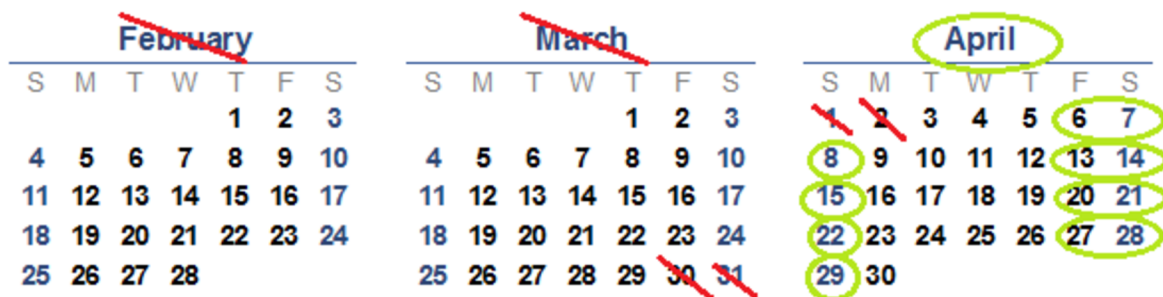 February March April
S M T W T F S S M T W T F S S M T W T F S
1 2 3 1 2 3 1 2 3 4 5 6 7
4 5 6 7 8 9 10 4 5 6 7 8 9 10 8 9 10 11 12 13 14
11 12 13 14 15 16 17 11 12 13 14 15 16 17 15 16 17 18 19 20 21
18 19 20 21 22 23 24 18 19 20 21 22 23 24 22 23 24 25 26 27 28
25 26 27 28 25 26 27 28 29 30 31 29 30